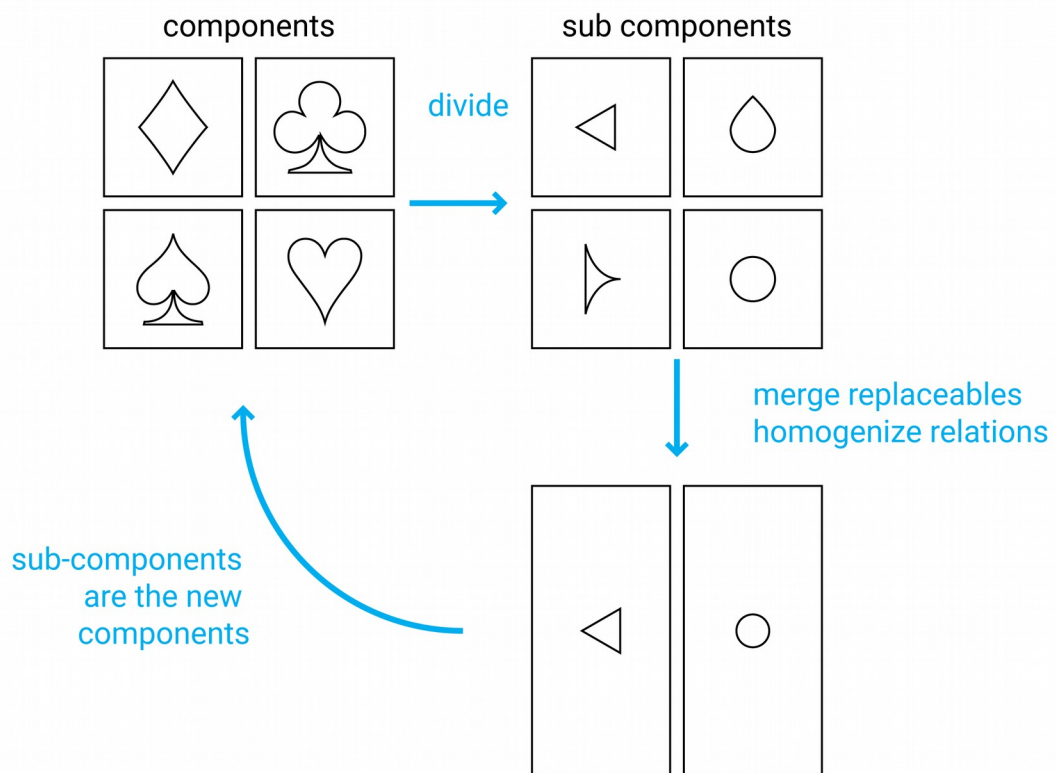 components
sub components
divide
merge replaceables
homogenize relations
sub-components
are the new
components